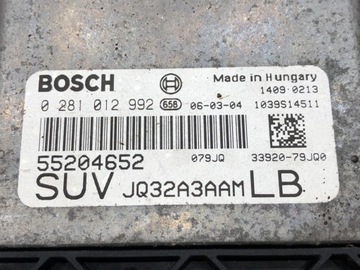 BOSCH Made in Hungary
1409 0213
0 281 012 992 656 06-03-04 1039S14511
55204652 079JQ 33920-79JQ0
SUV JQ32A3AAM LB